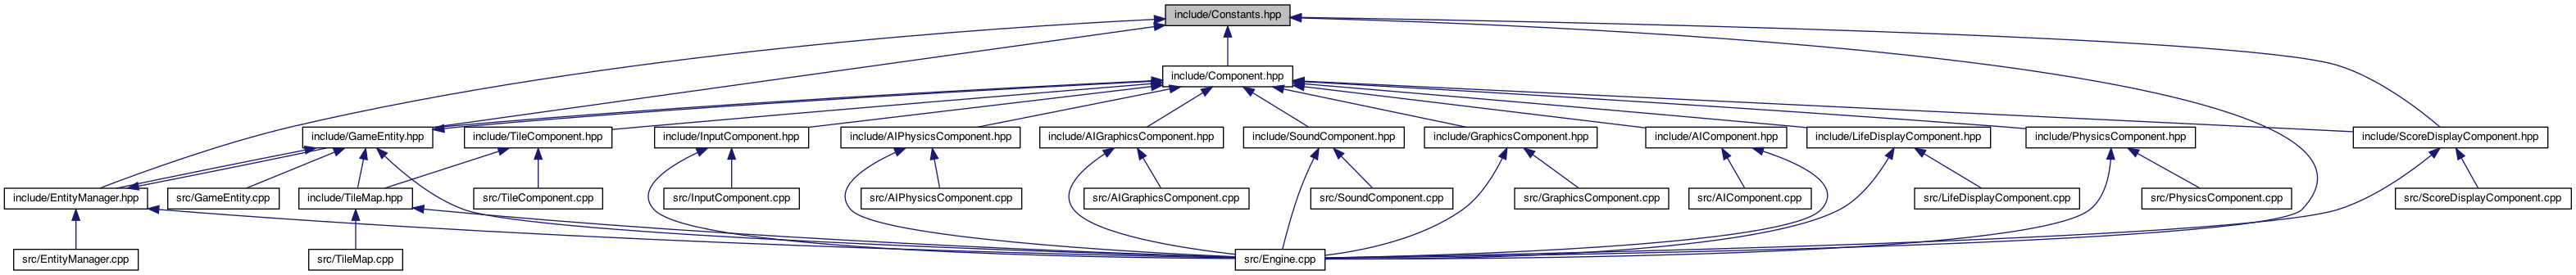 include/Constants.hpp
include/Component.hpp
include/GameEntity.hpp
include/TileComponent.hpp
include/InputComponent.hpp
include/AIPhysicsComponent.hpp
include/AIGraphicsComponent.hpp
include/SoundComponent.hpp
include/GraphicsComponent.hpp
include/AIComponent.hpp
include/LifeDisplayComponent.hpp
include/PhysicsComponent.hpp
include/ScoreDisplayComponent.hpp
include/EntityManager.hpp
src/GameEntity.cpp
include/TileMap.hpp
src/TileComponent.cpp
src/InputComponent.cpp
src/AIPhysicsComponent.cpp
src/AIGraphicsComponent.cpp
src/SoundComponent.cpp
src/GraphicsComponent.cpp
src/AIComponent.cpp
src/LifeDisplayComponent.cpp
src/PhysicsComponent.cpp
src/ScoreDisplayComponent.cpp
src/EntityManager.cpp
src/TileMap.cpp
src/Engine.cpp